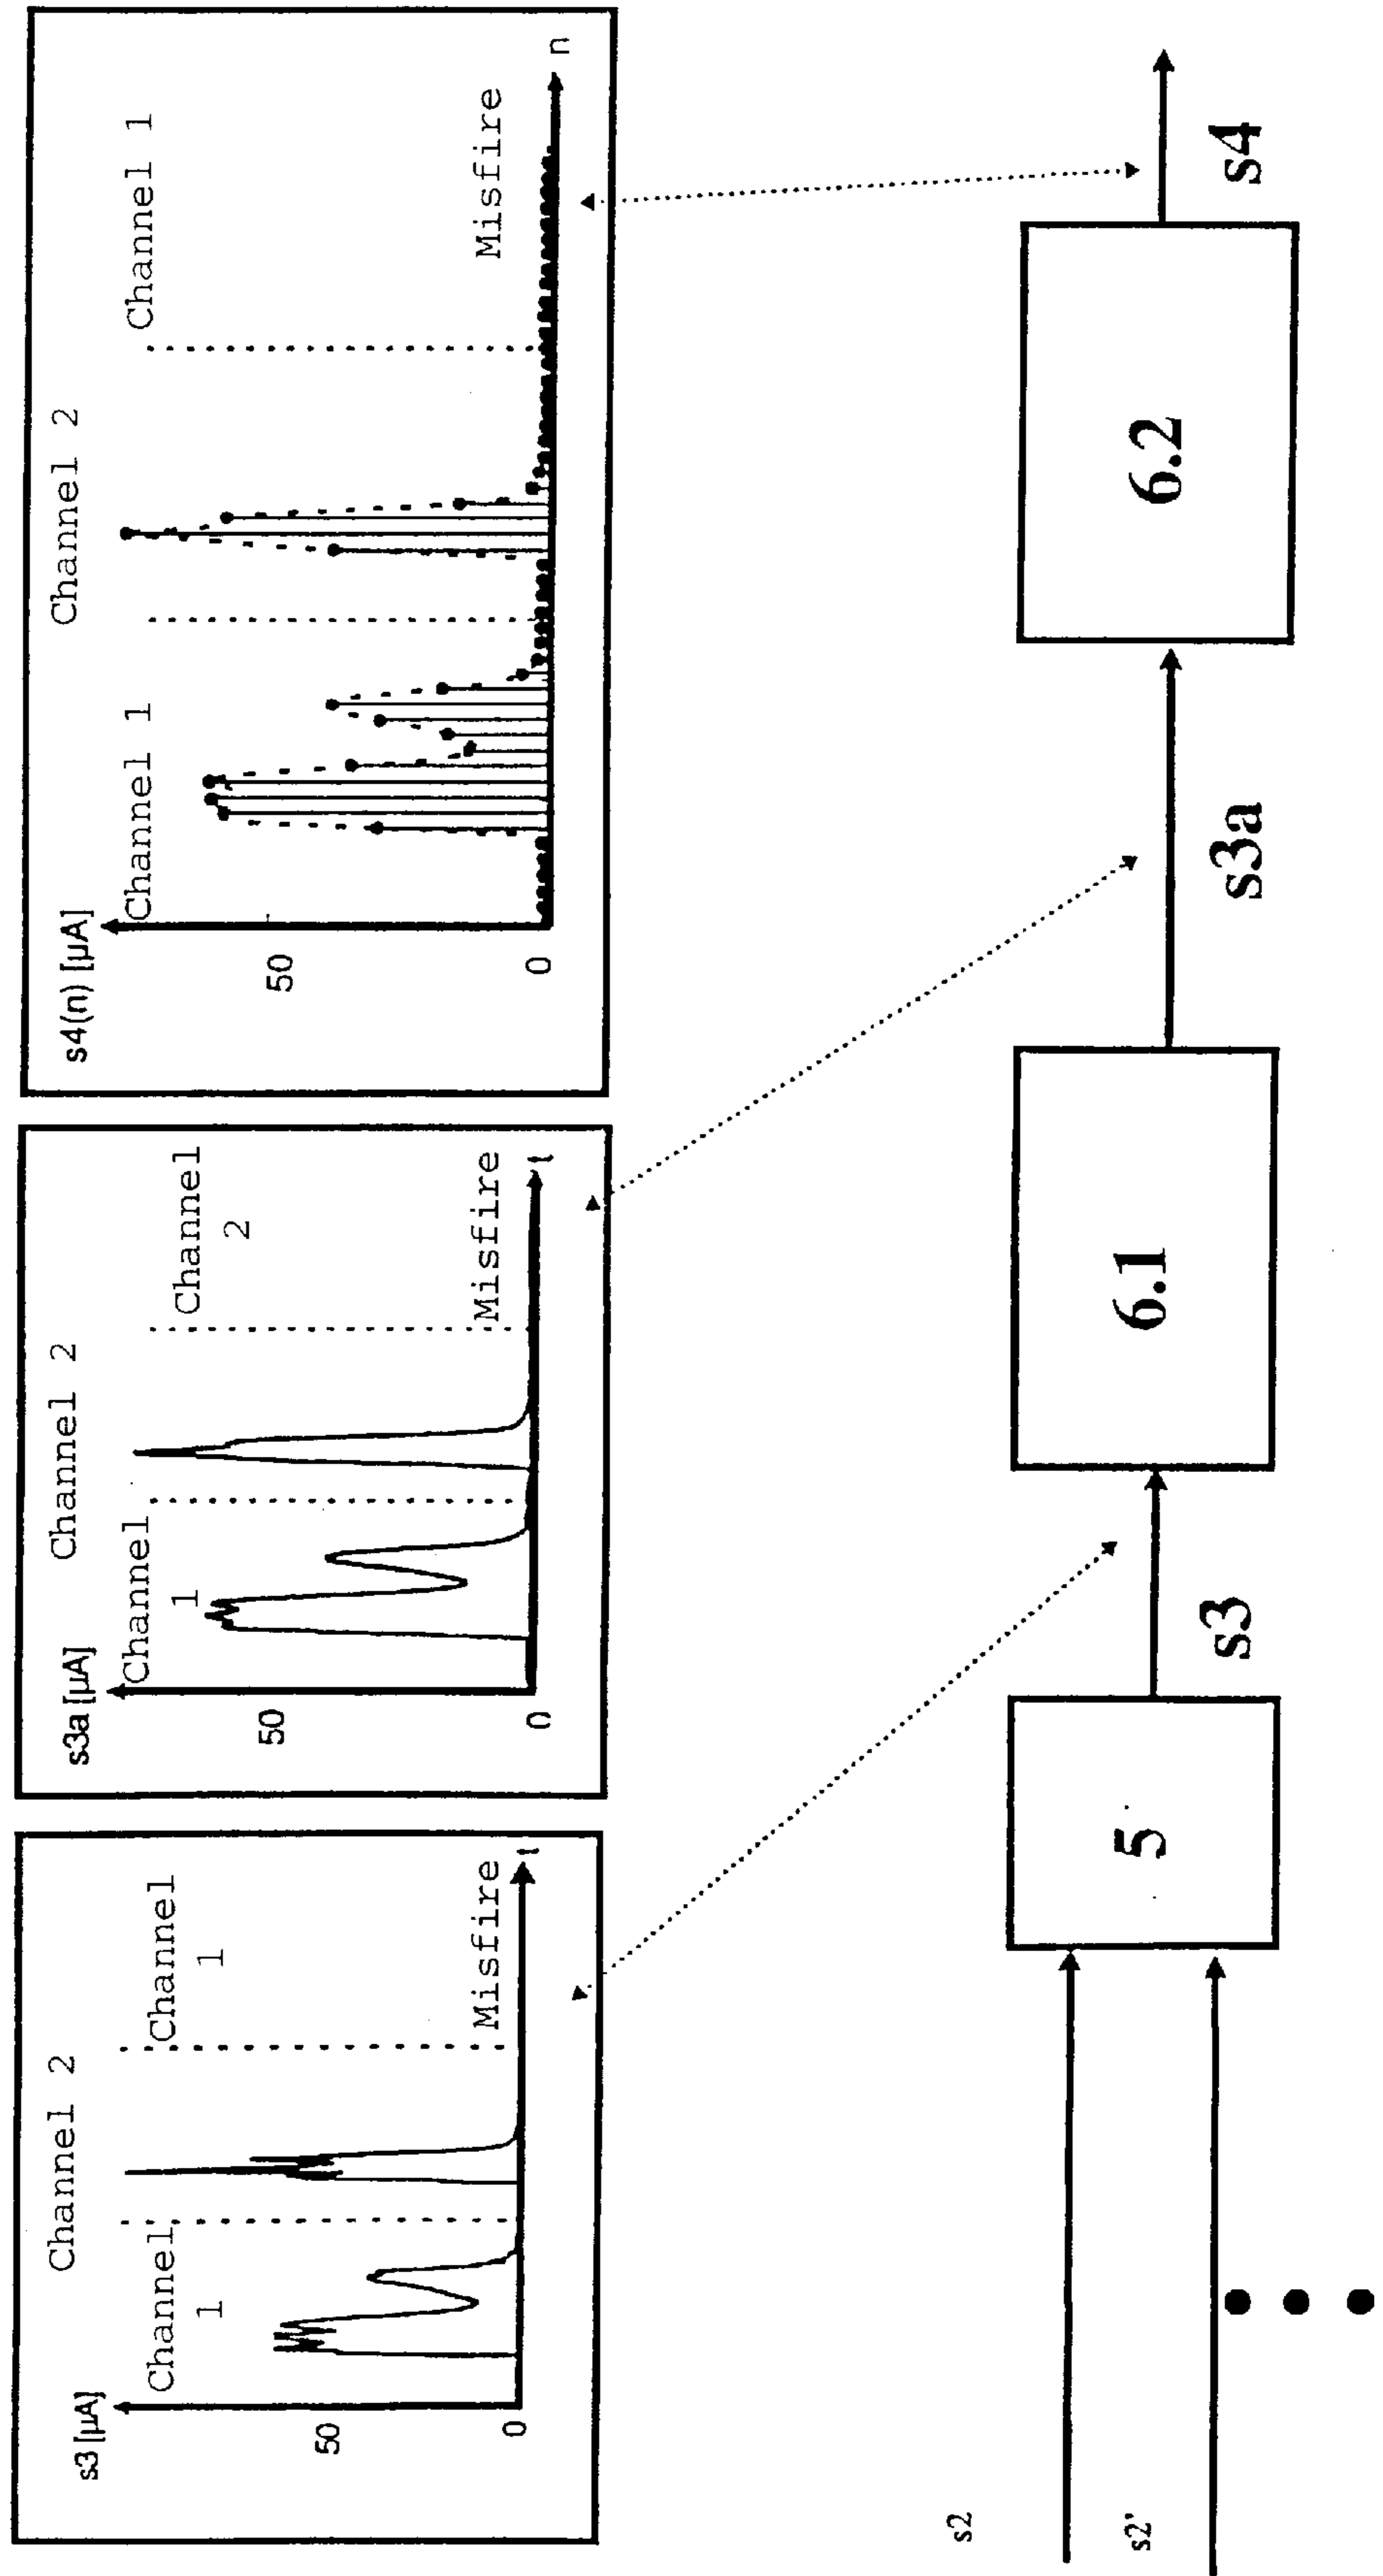 s3 [µA]
Channel 2
Channel
1
Channel
1
50
0
Misfire
t
s3a [µA]
Channel 2
Channel
1
Channel
2
50
0
Misfire
t
s4(n) [µA]
Channel 1
Channel 2
Channel 1
50
0
Misfire
n
s2
s2'
5
s3
6.1
s3a
6.2
s4